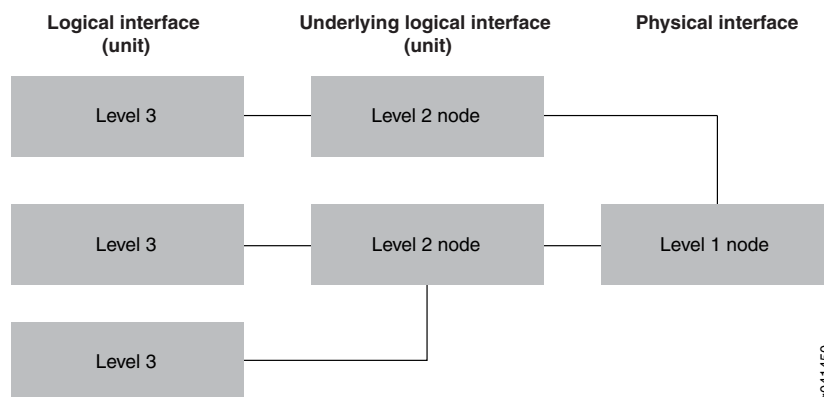 Logical interface
(unit)
Underlying logical interface
(unit)
Physical interface
Level 3
Level 2 node
Level 3
Level 2 node
Level 1 node
Level 3